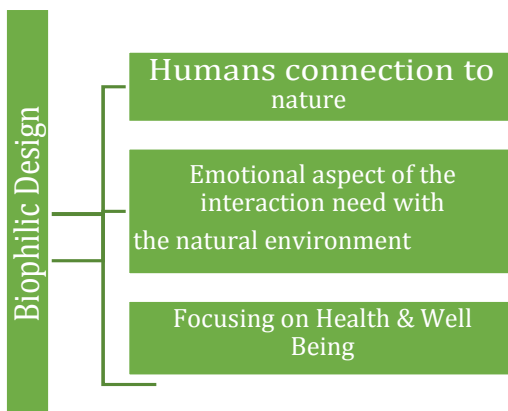 Biophilic Design
Humans connection to
nature
Emotional aspect of the
interaction need with
the natural environment
Focusing on Health & Well
Being